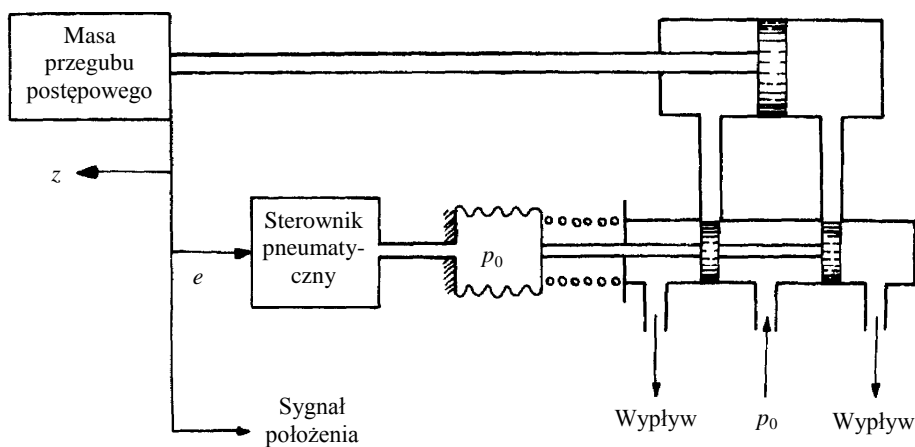 Masa
przegubu
postępowego
z
e
Sterownik
pneumaty-
czny
p₀
Sygnał
położenia
Wypływ
p₀
Wypływ